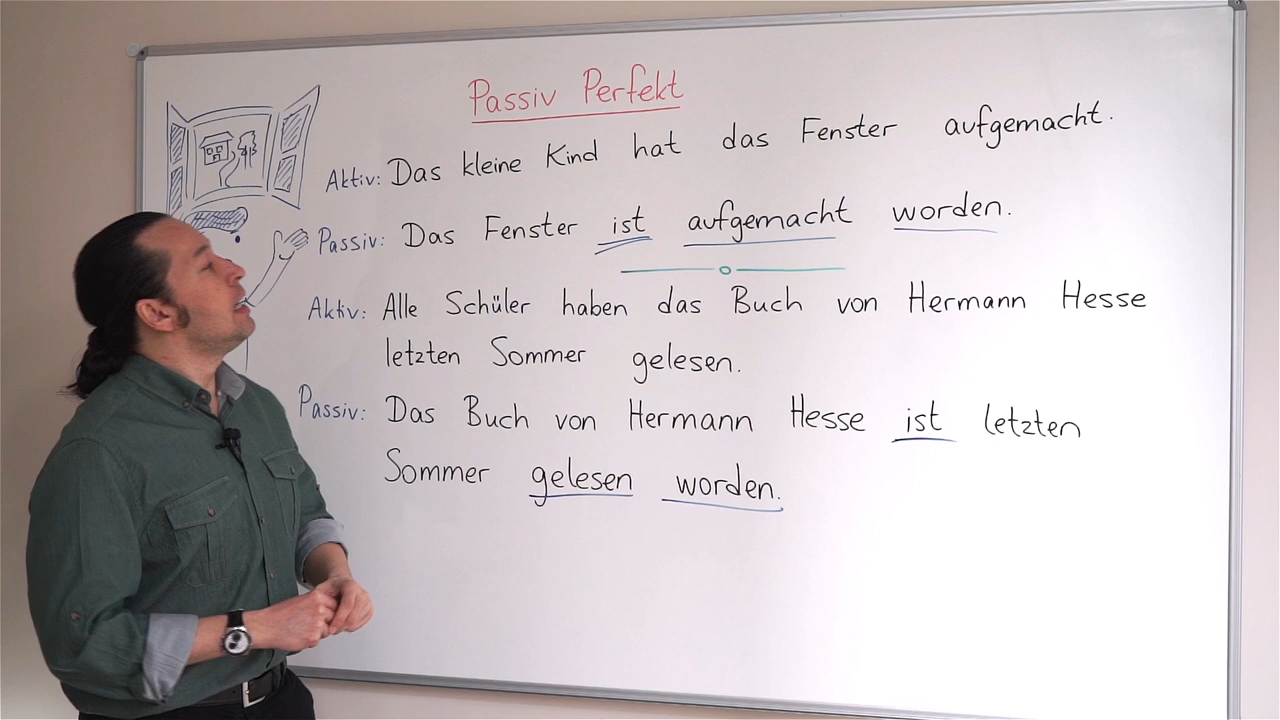 Passiv Perfekt
Aktiv: Das kleine Kind hat das Fenster aufgemacht.
Passiv: Das Fenster ist aufgemacht worden.
Aktiv: Alle Schüler haben das Buch von Hermann Hesse
letzten Sommer gelesen.
Passiv: Das Buch von Hermann Hesse ist letzten
Sommer gelesen worden.